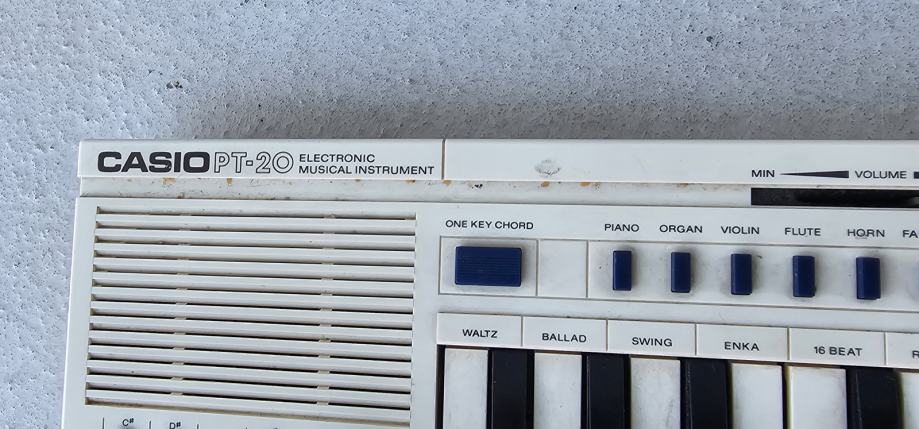 CASIO PT-20 ELECTRONIC
MUSICAL INSTRUMENT
MIN VOLUME
ONE KEY CHORD
PIANO ORGAN VIOLIN FLUTE HORN FA
WALTZ BALLAD SWING ENKA 16 BEAT R
C# D#